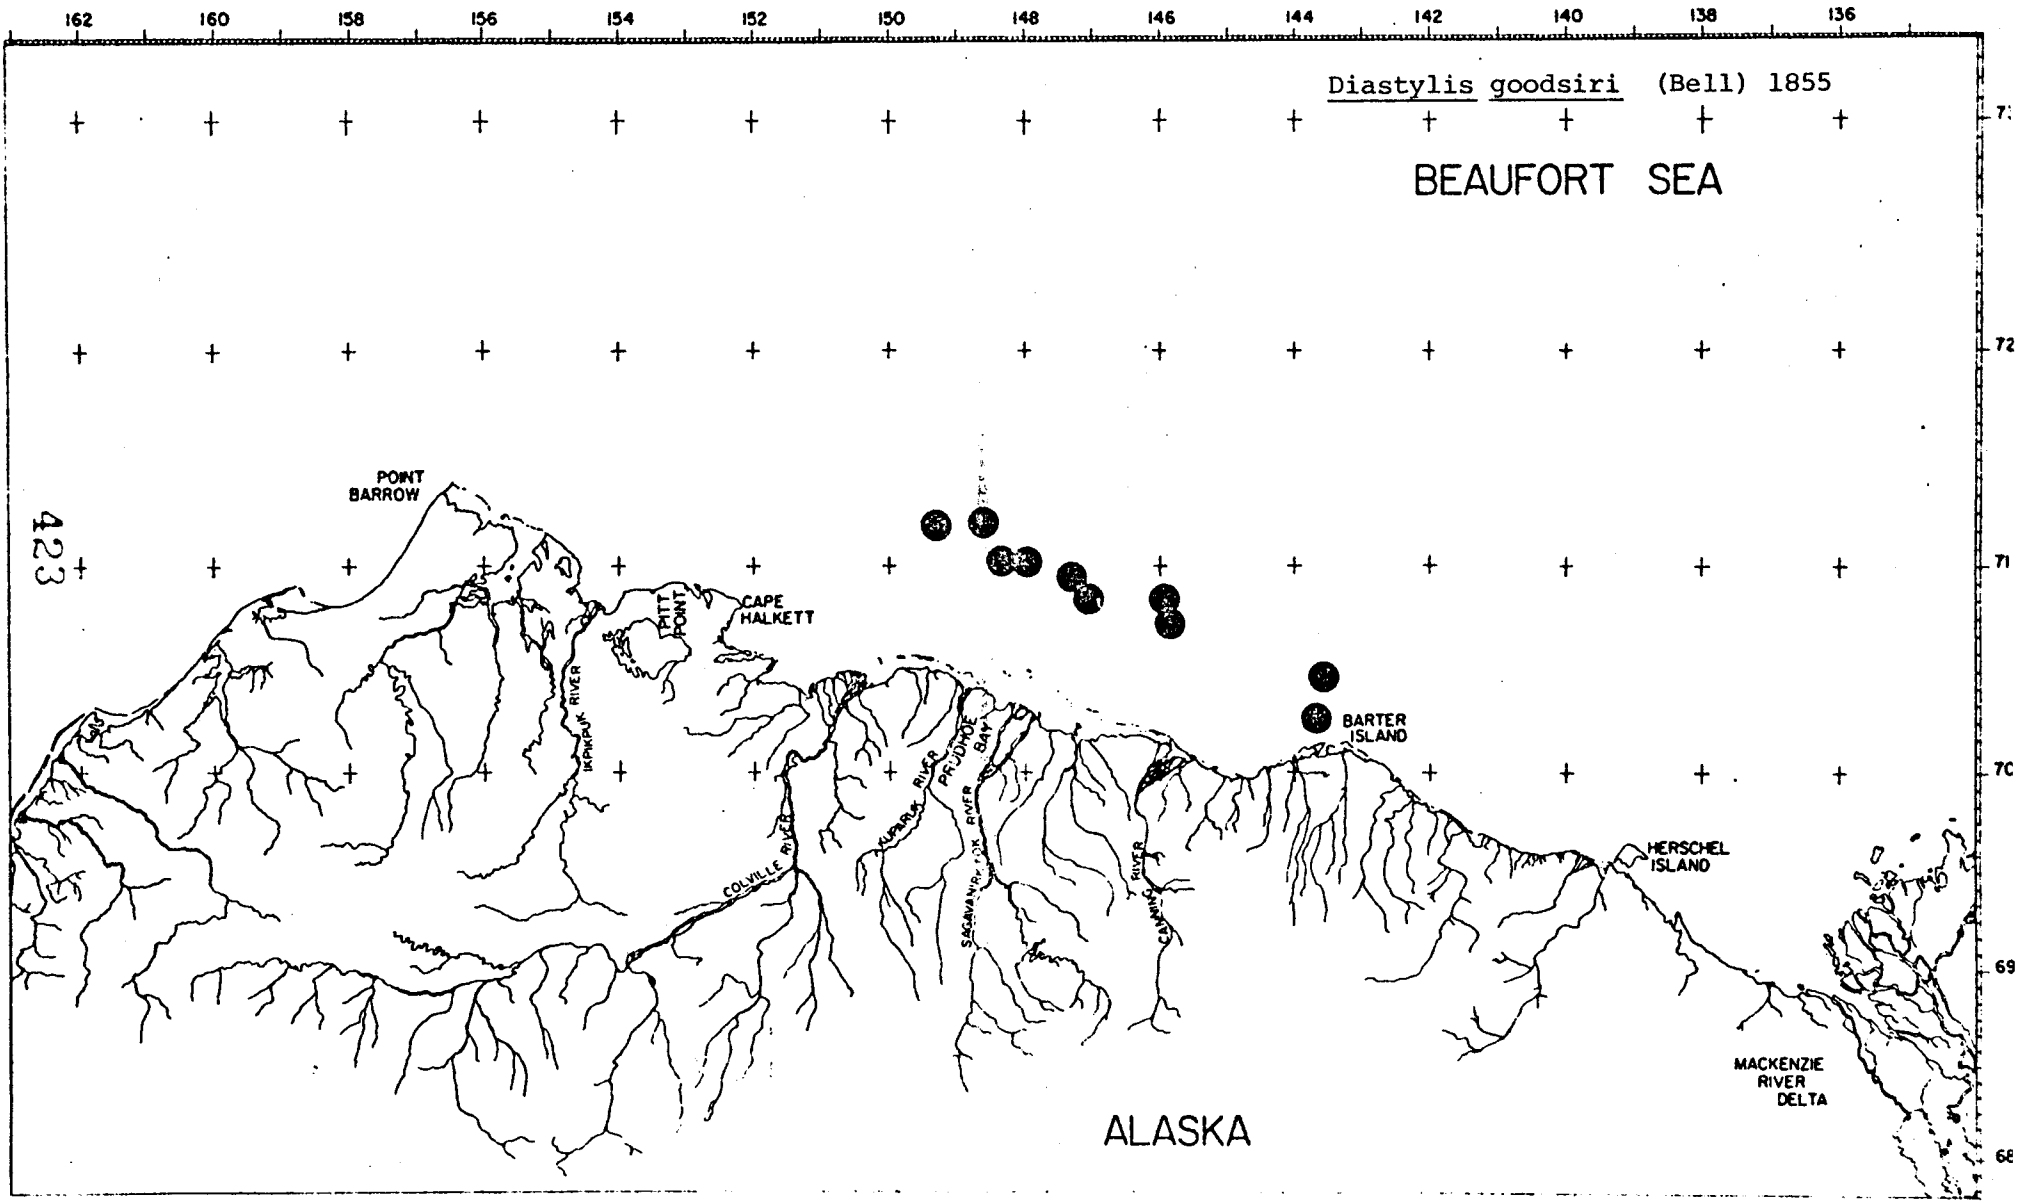 162 160 158 156 154 152 150 148 146 144 142 140 138 136
Diastylis goodsiri (Bell) 1855
BEAUFORT SEA
72
71
70
69
68
POINT
BARROW
423
PITT
POINT
CAPE
HALKETT
IKPIKPUK RIVER
COLVILLE RIVER
KUPARUK RIVER
PRUDHOE
BAY
SAGAVANIRKTOK RIVER
CANNING RIVER
BARTER
ISLAND
HERSCHEL
ISLAND
MACKENZIE
RIVER
DELTA
ALASKA